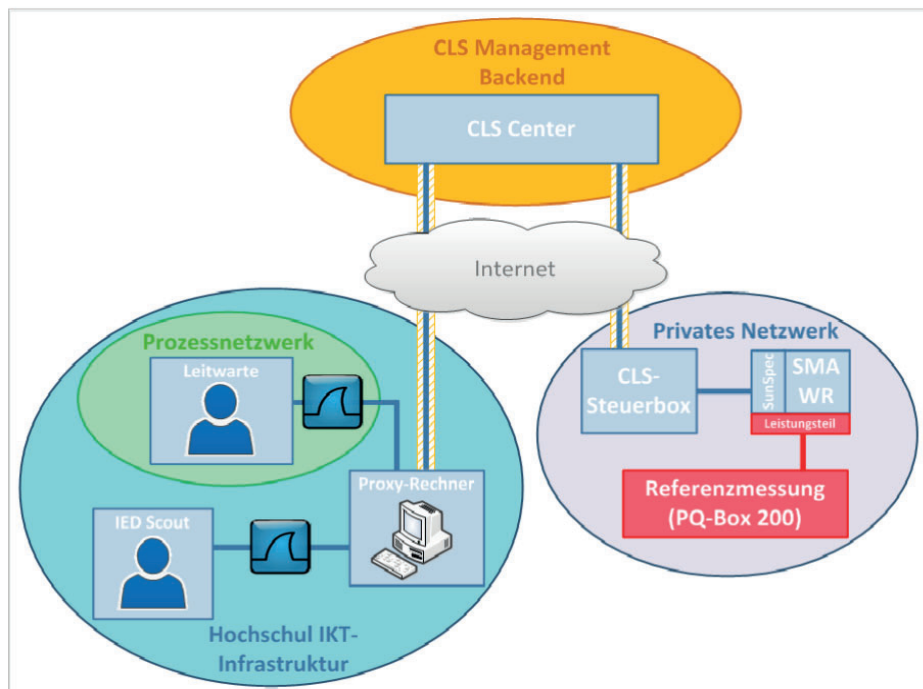 CLS Management
Backend
CLS Center
Internet
Prozessnetzwerk
Leitwarte
Proxy-Rechner
IED Scout
Hochschul IKT-
Infrastruktur
Privates Netzwerk
CLS-
Steuerbox
SunSpec
SMA
WR
Leistungsteil
Referenzmessung
(PQ-Box 200)